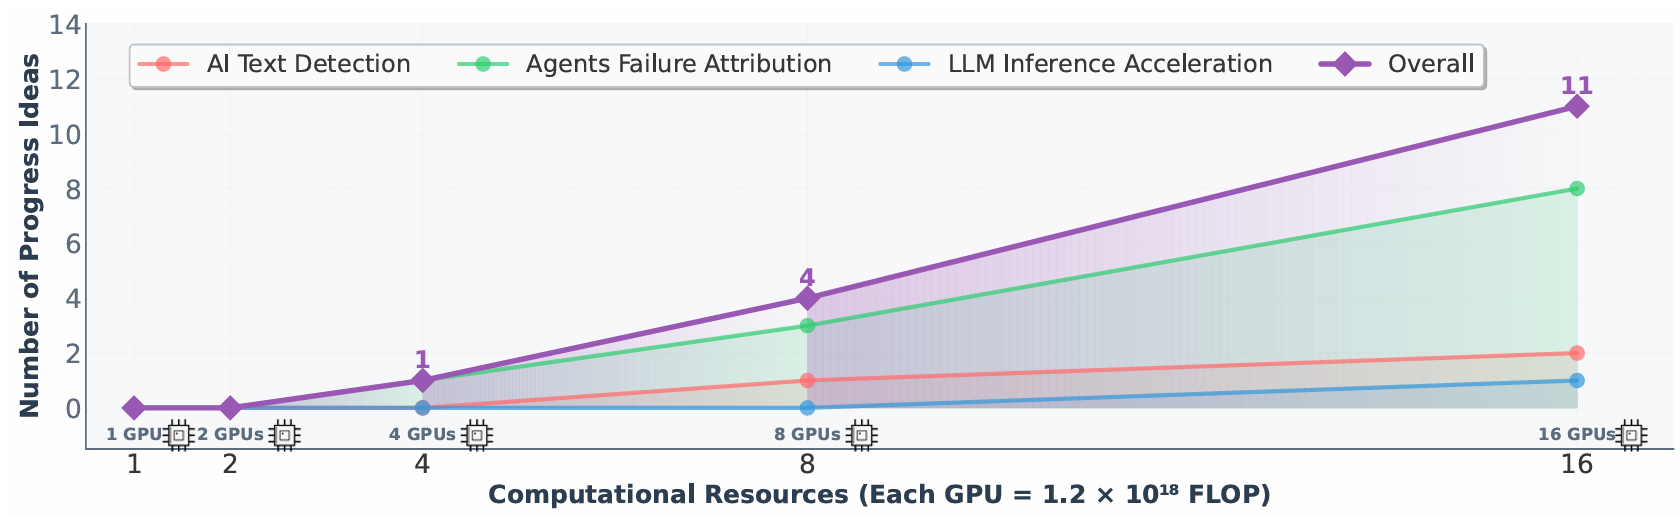 Number of Progress Ideas
14
12
10
8
6
4
2
0
AI Text Detection
Agents Failure Attribution
LLM Inference Acceleration
Overall
1
4
11
1 GPU
2 GPUs
4 GPUs
8 GPUs
16 GPUs
1
2
4
8
16
Computational Resources (Each GPU = 1.2 × 10¹⁸ FLOP)